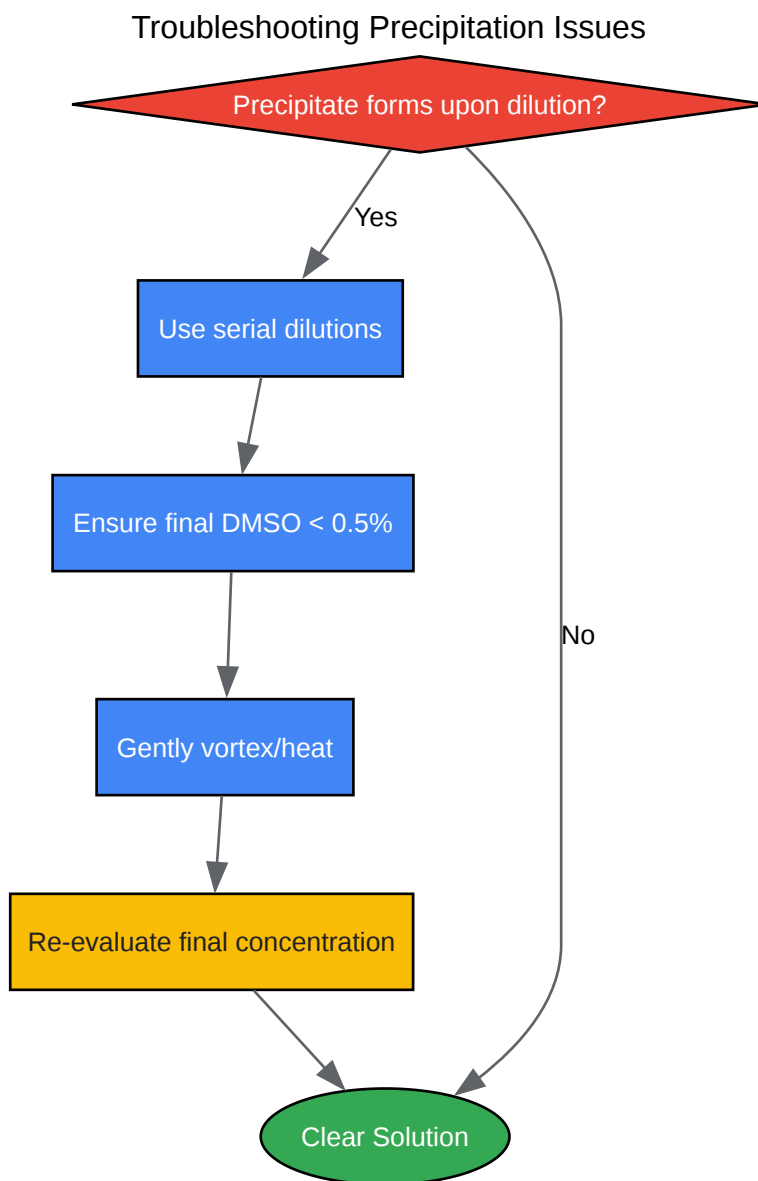 Troubleshooting Precipitation Issues
Precipitate forms upon dilution?
Yes
Use serial dilutions
Ensure final DMSO < 0.5%
No
Gently vortex/heat
Re-evaluate final concentration
Clear Solution